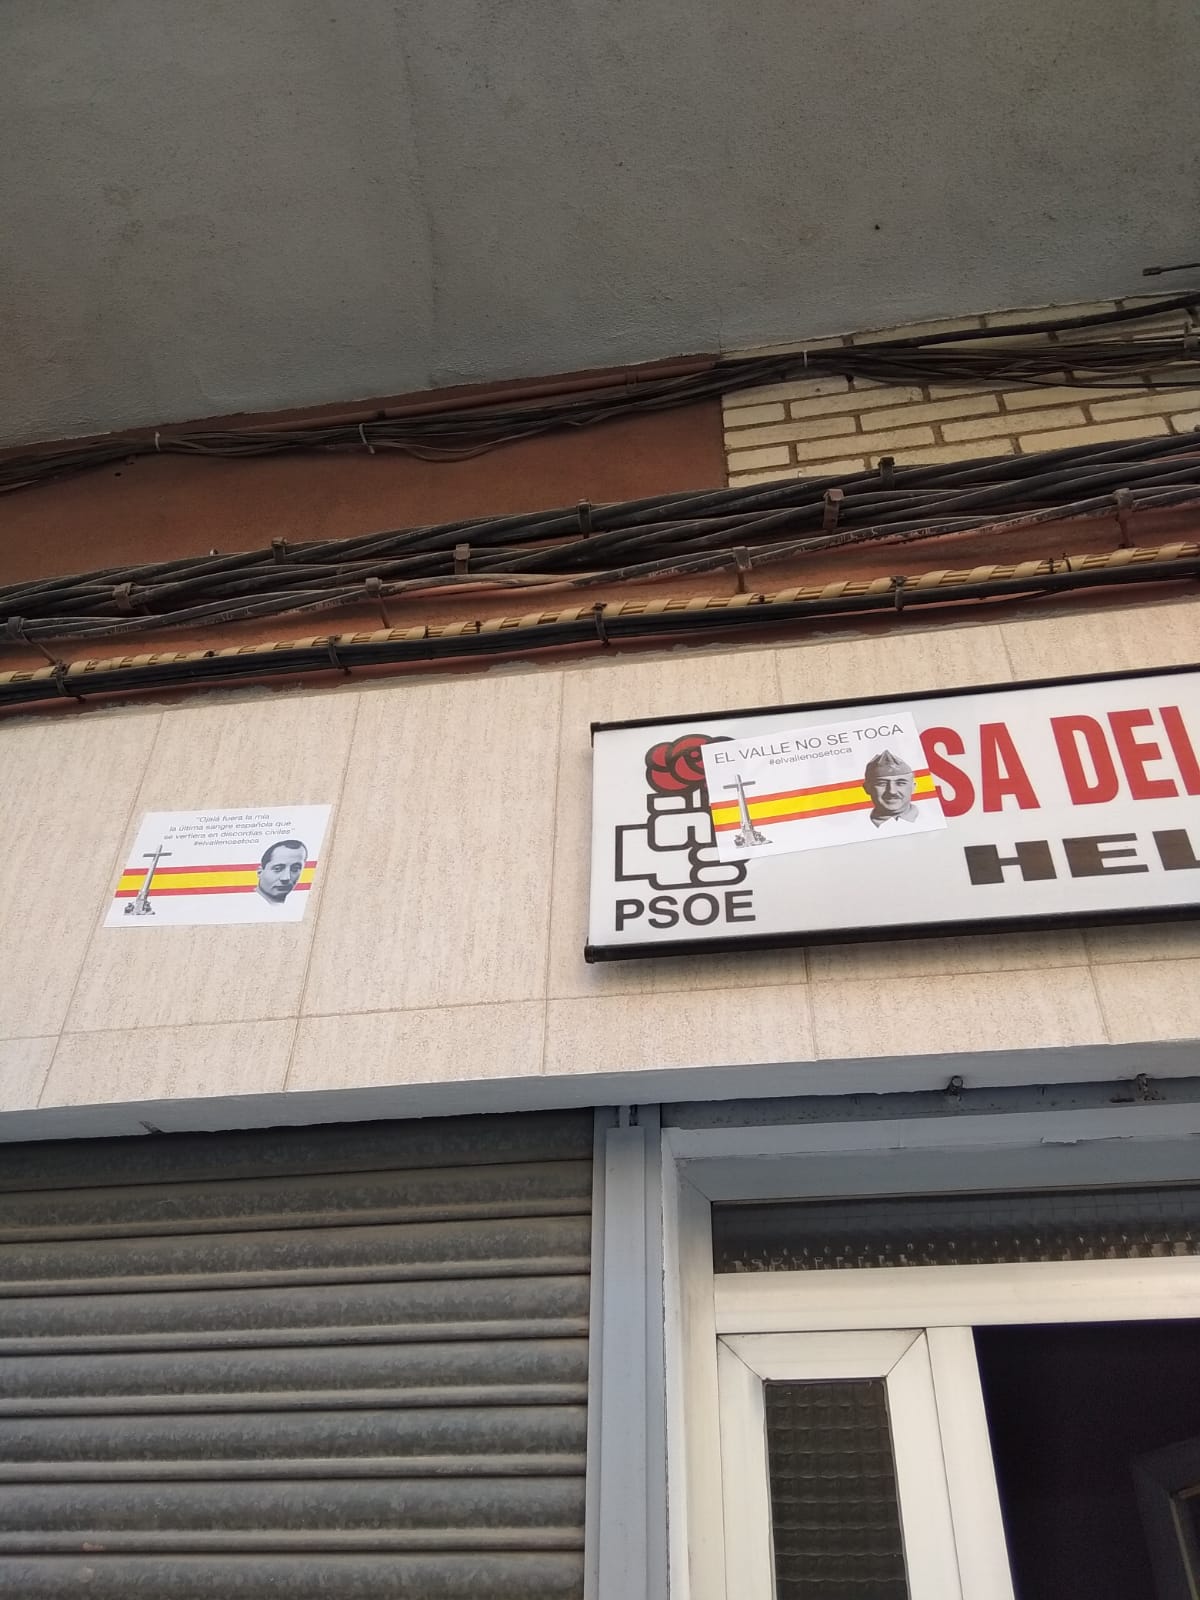 "Ojalá fuera la mía
la última sangre española que
se vertiera en discordias civiles"
#elvallenosetoca
EL VALLE NO SE TOCA
#elvallenosetoca
SA DEL
HEL
PSOE